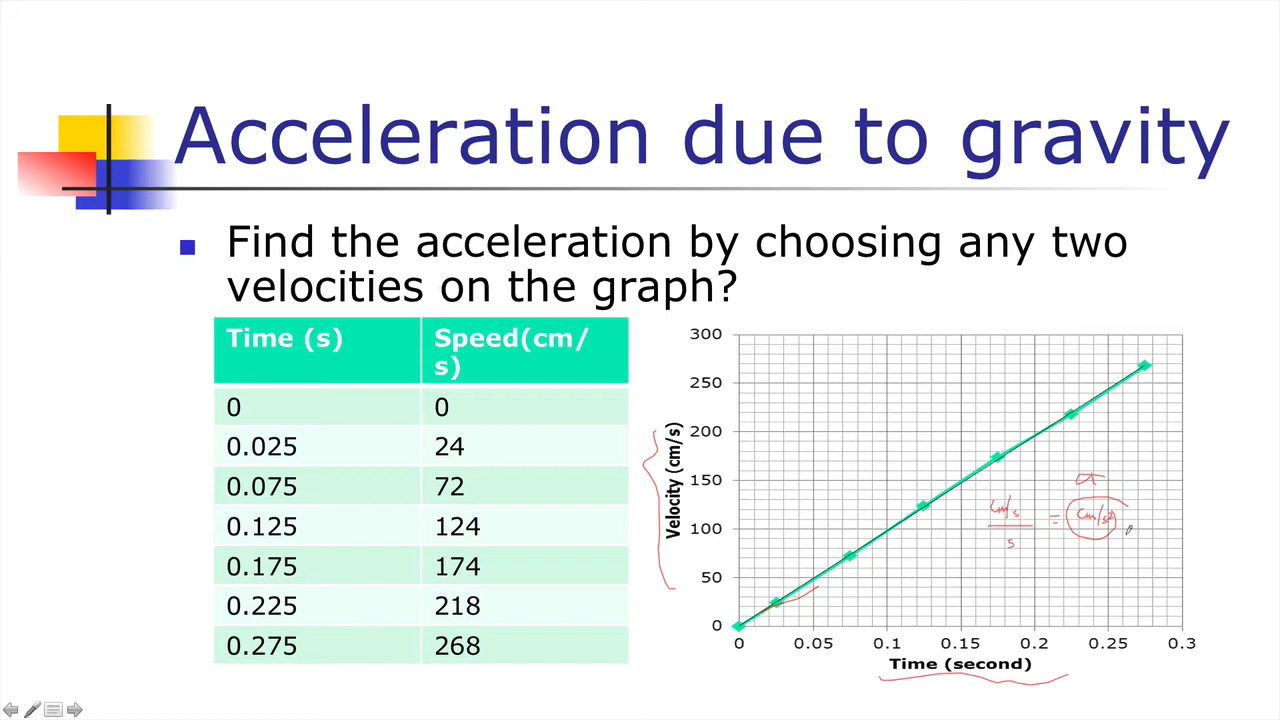 Acceleration due to gravity
Find the acceleration by choosing any two
velocities on the graph?
Time (s) Speed(cm/
s)
0 0
0.025 24
0.075 72
0.125 124
0.175 174
0.225 218
0.275 268
300
250
200
150
100
50
0
Velocity (cm/s)
0 0.05 0.1 0.15 0.2 0.25 0.3
Time (second)
cm/s
s
= cm/s²